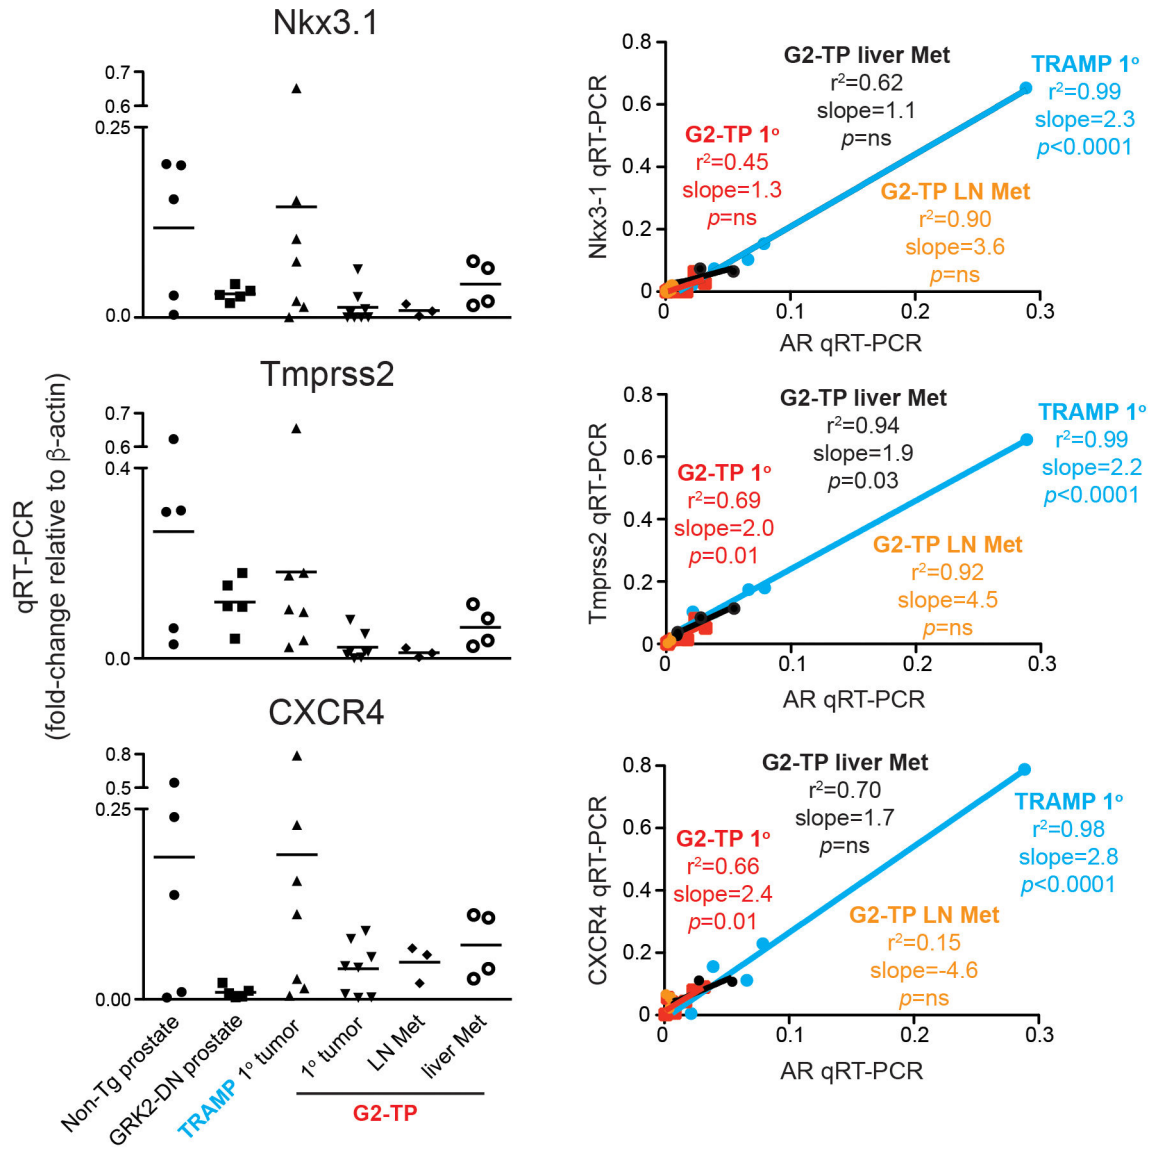 Nkx3.1
0.7
0.6
0.25
0.0
Tmprss2
0.7
0.6
0.4
0.0
CXCR4
0.8
0.5
0.25
0.00
qRT-PCR
(fold-change relative to β-actin)
Non-Tg prostate
GRK2-DN prostate
TRAMP 1º tumor
1º tumor
LN Met
liver Met
G2-TP
0.8
0.6
0.4
0.2
0
Nkx3-1 qRT-PCR
G2-TP liver Met
r²=0.62
slope=1.1
p=ns
TRAMP 1º
r²=0.99
slope=2.3
p<0.0001
G2-TP 1º
r²=0.45
slope=1.3
p=ns
G2-TP LN Met
r²=0.90
slope=3.6
p=ns
0
0.1
0.2
0.3
AR qRT-PCR
0.8
0.6
0.4
0.2
0
Tmprss2 qRT-PCR
G2-TP liver Met
r²=0.94
slope=1.9
p=0.03
TRAMP 1º
r²=0.99
slope=2.2
p<0.0001
G2-TP 1º
r²=0.69
slope=2.0
p=0.01
G2-TP LN Met
r²=0.92
slope=4.5
p=ns
0
0.1
0.2
0.3
AR qRT-PCR
0.8
0.6
0.4
0.2
0
CXCR4 qRT-PCR
G2-TP liver Met
r²=0.70
slope=1.7
p=ns
TRAMP 1º
r²=0.98
slope=2.8
p<0.0001
G2-TP 1º
r²=0.66
slope=2.4
p=0.01
G2-TP LN Met
r²=0.15
slope=-4.6
p=ns
0
0.1
0.2
0.3
AR qRT-PCR